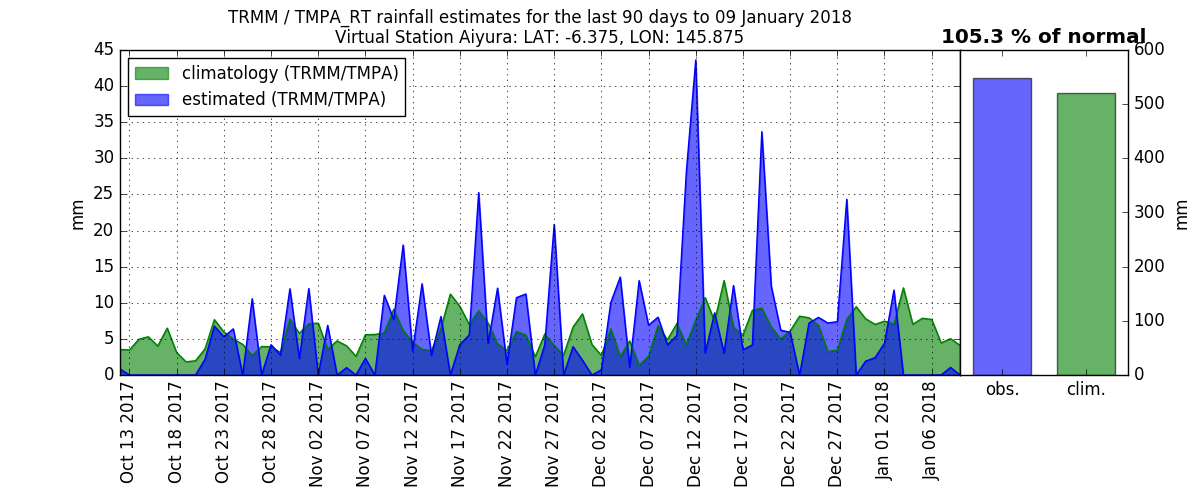 TRMM / TMPA_RT rainfall estimates for the last 90 days to 09 January 2018
Virtual Station Aiyura: LAT: -6.375, LON: 145.875
105.3 % of normal
climatology (TRMM/TMPA)
estimated (TRMM/TMPA)
45
40
35
30
25
20
15
10
5
0
mm
Oct 13 2017
Oct 18 2017
Oct 23 2017
Oct 28 2017
Nov 02 2017
Nov 07 2017
Nov 12 2017
Nov 17 2017
Nov 22 2017
Nov 27 2017
Dec 02 2017
Dec 07 2017
Dec 12 2017
Dec 17 2017
Dec 22 2017
Dec 27 2017
Jan 01 2018
Jan 06 2018
obs.
clim.
600
500
400
300
200
100
0
mm